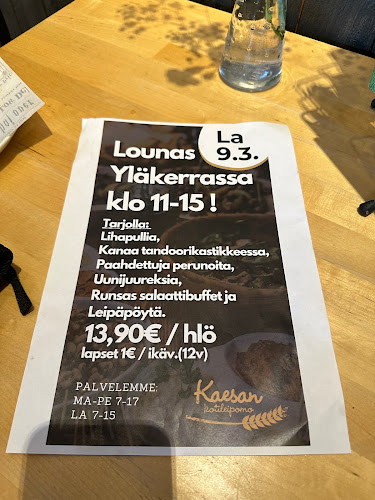 La
9.3.
Lounas
Yläkerrassa
klo 11-15 !
Tarjolla:
Lihapullia,
Kanaa tandoorikastikkeessa,
Paahdettuja perunoita,
Uunijuureksia,
Runsas salaattibuffet ja
Leipäpöytä.
13,90€ / hlö
lapset 1€ / ikäv.(12v)
PALVELEMME:
MA-PE 7-17
LA 7-15
Kaesan
kotileipomo